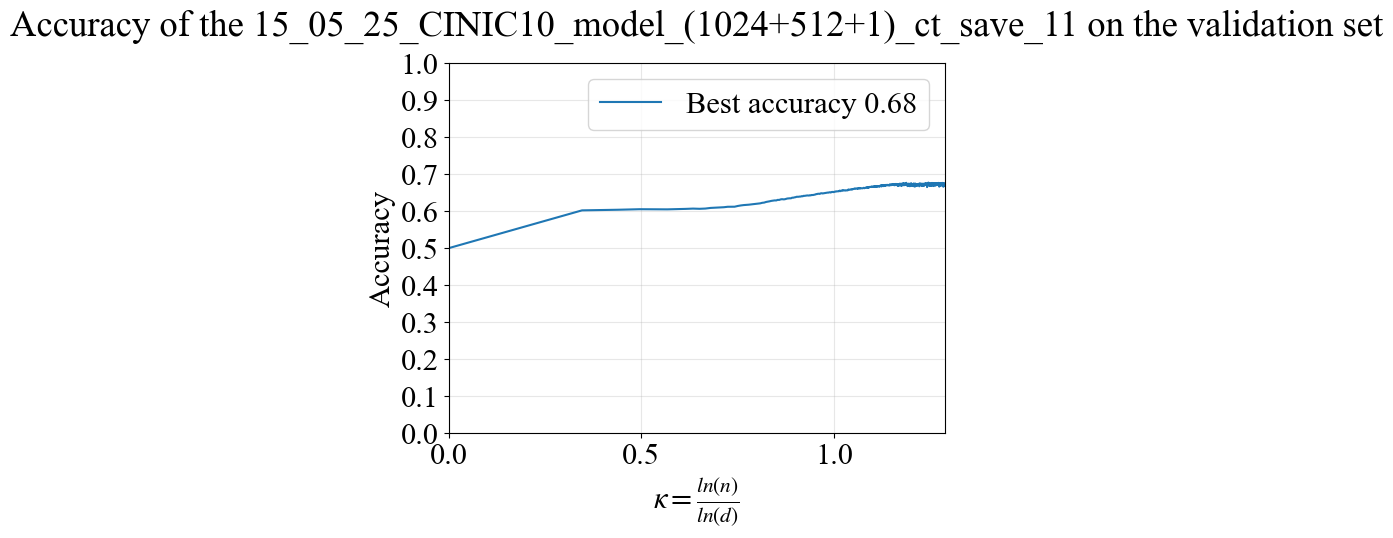 Accuracy of the 15_05_25_CINIC10_model_(1024+512+1)_ct_save_11 on the validation set
Best accuracy 0.68
Accuracy
1.0
0.9
0.8
0.7
0.6
0.5
0.4
0.3
0.2
0.1
0.0
0.0 0.5 1.0
κ = ln(n) / ln(d)